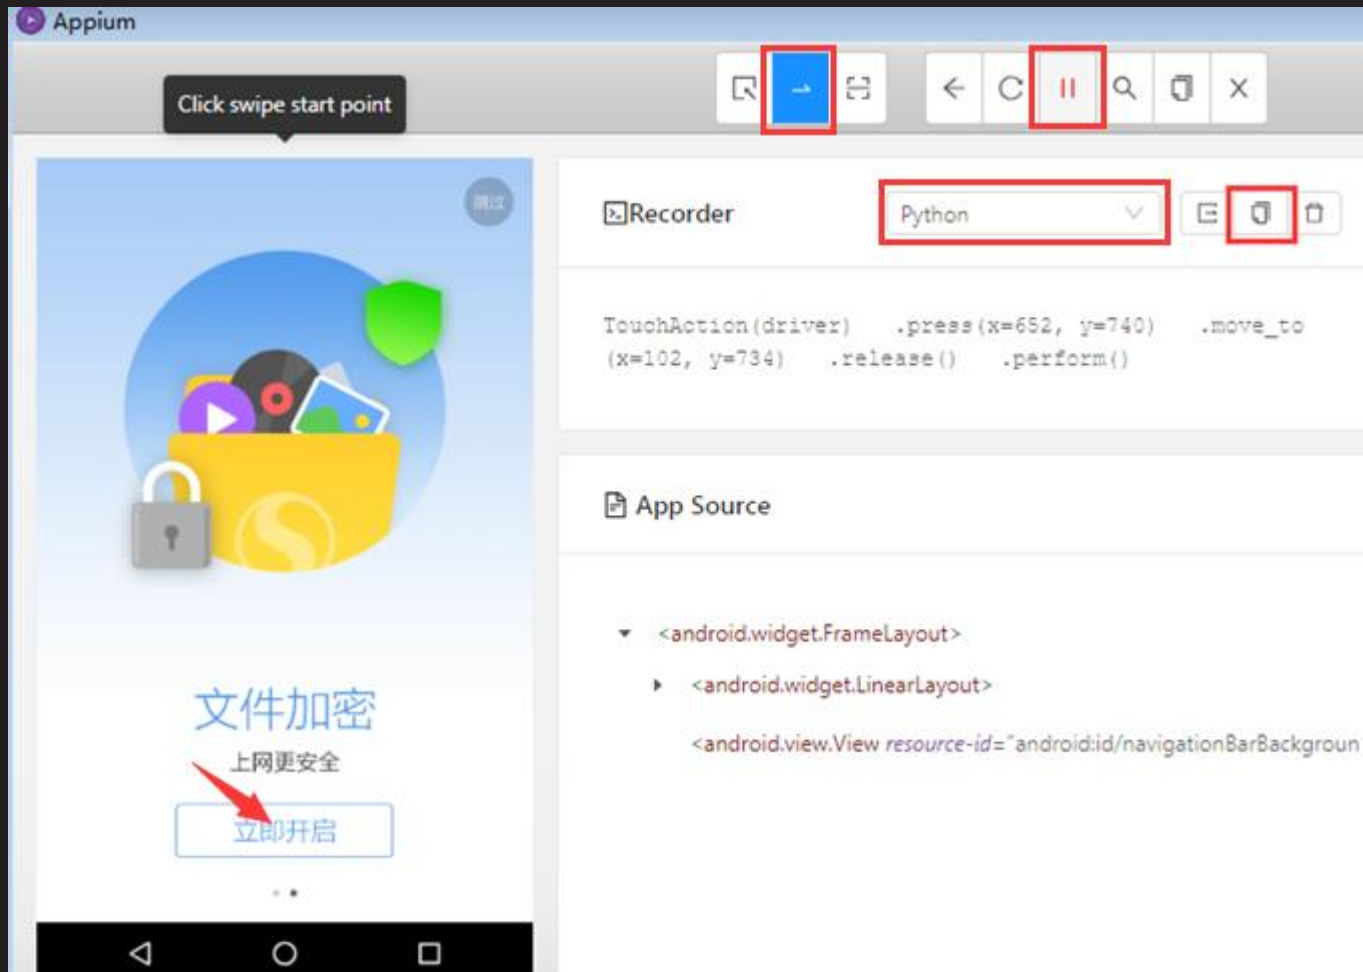 Appium
Click swipe start point
跳过
Recorder
Python
TouchAction(driver) .press(x=652, y=740) .move_to
(x=102, y=734) .release() .perform()
App Source
<android.widget.FrameLayout>
<android.widget.LinearLayout>
<android.view.View resource-id="android:id/navigationBarBackgroun
文件加密
上网更安全
立即开启